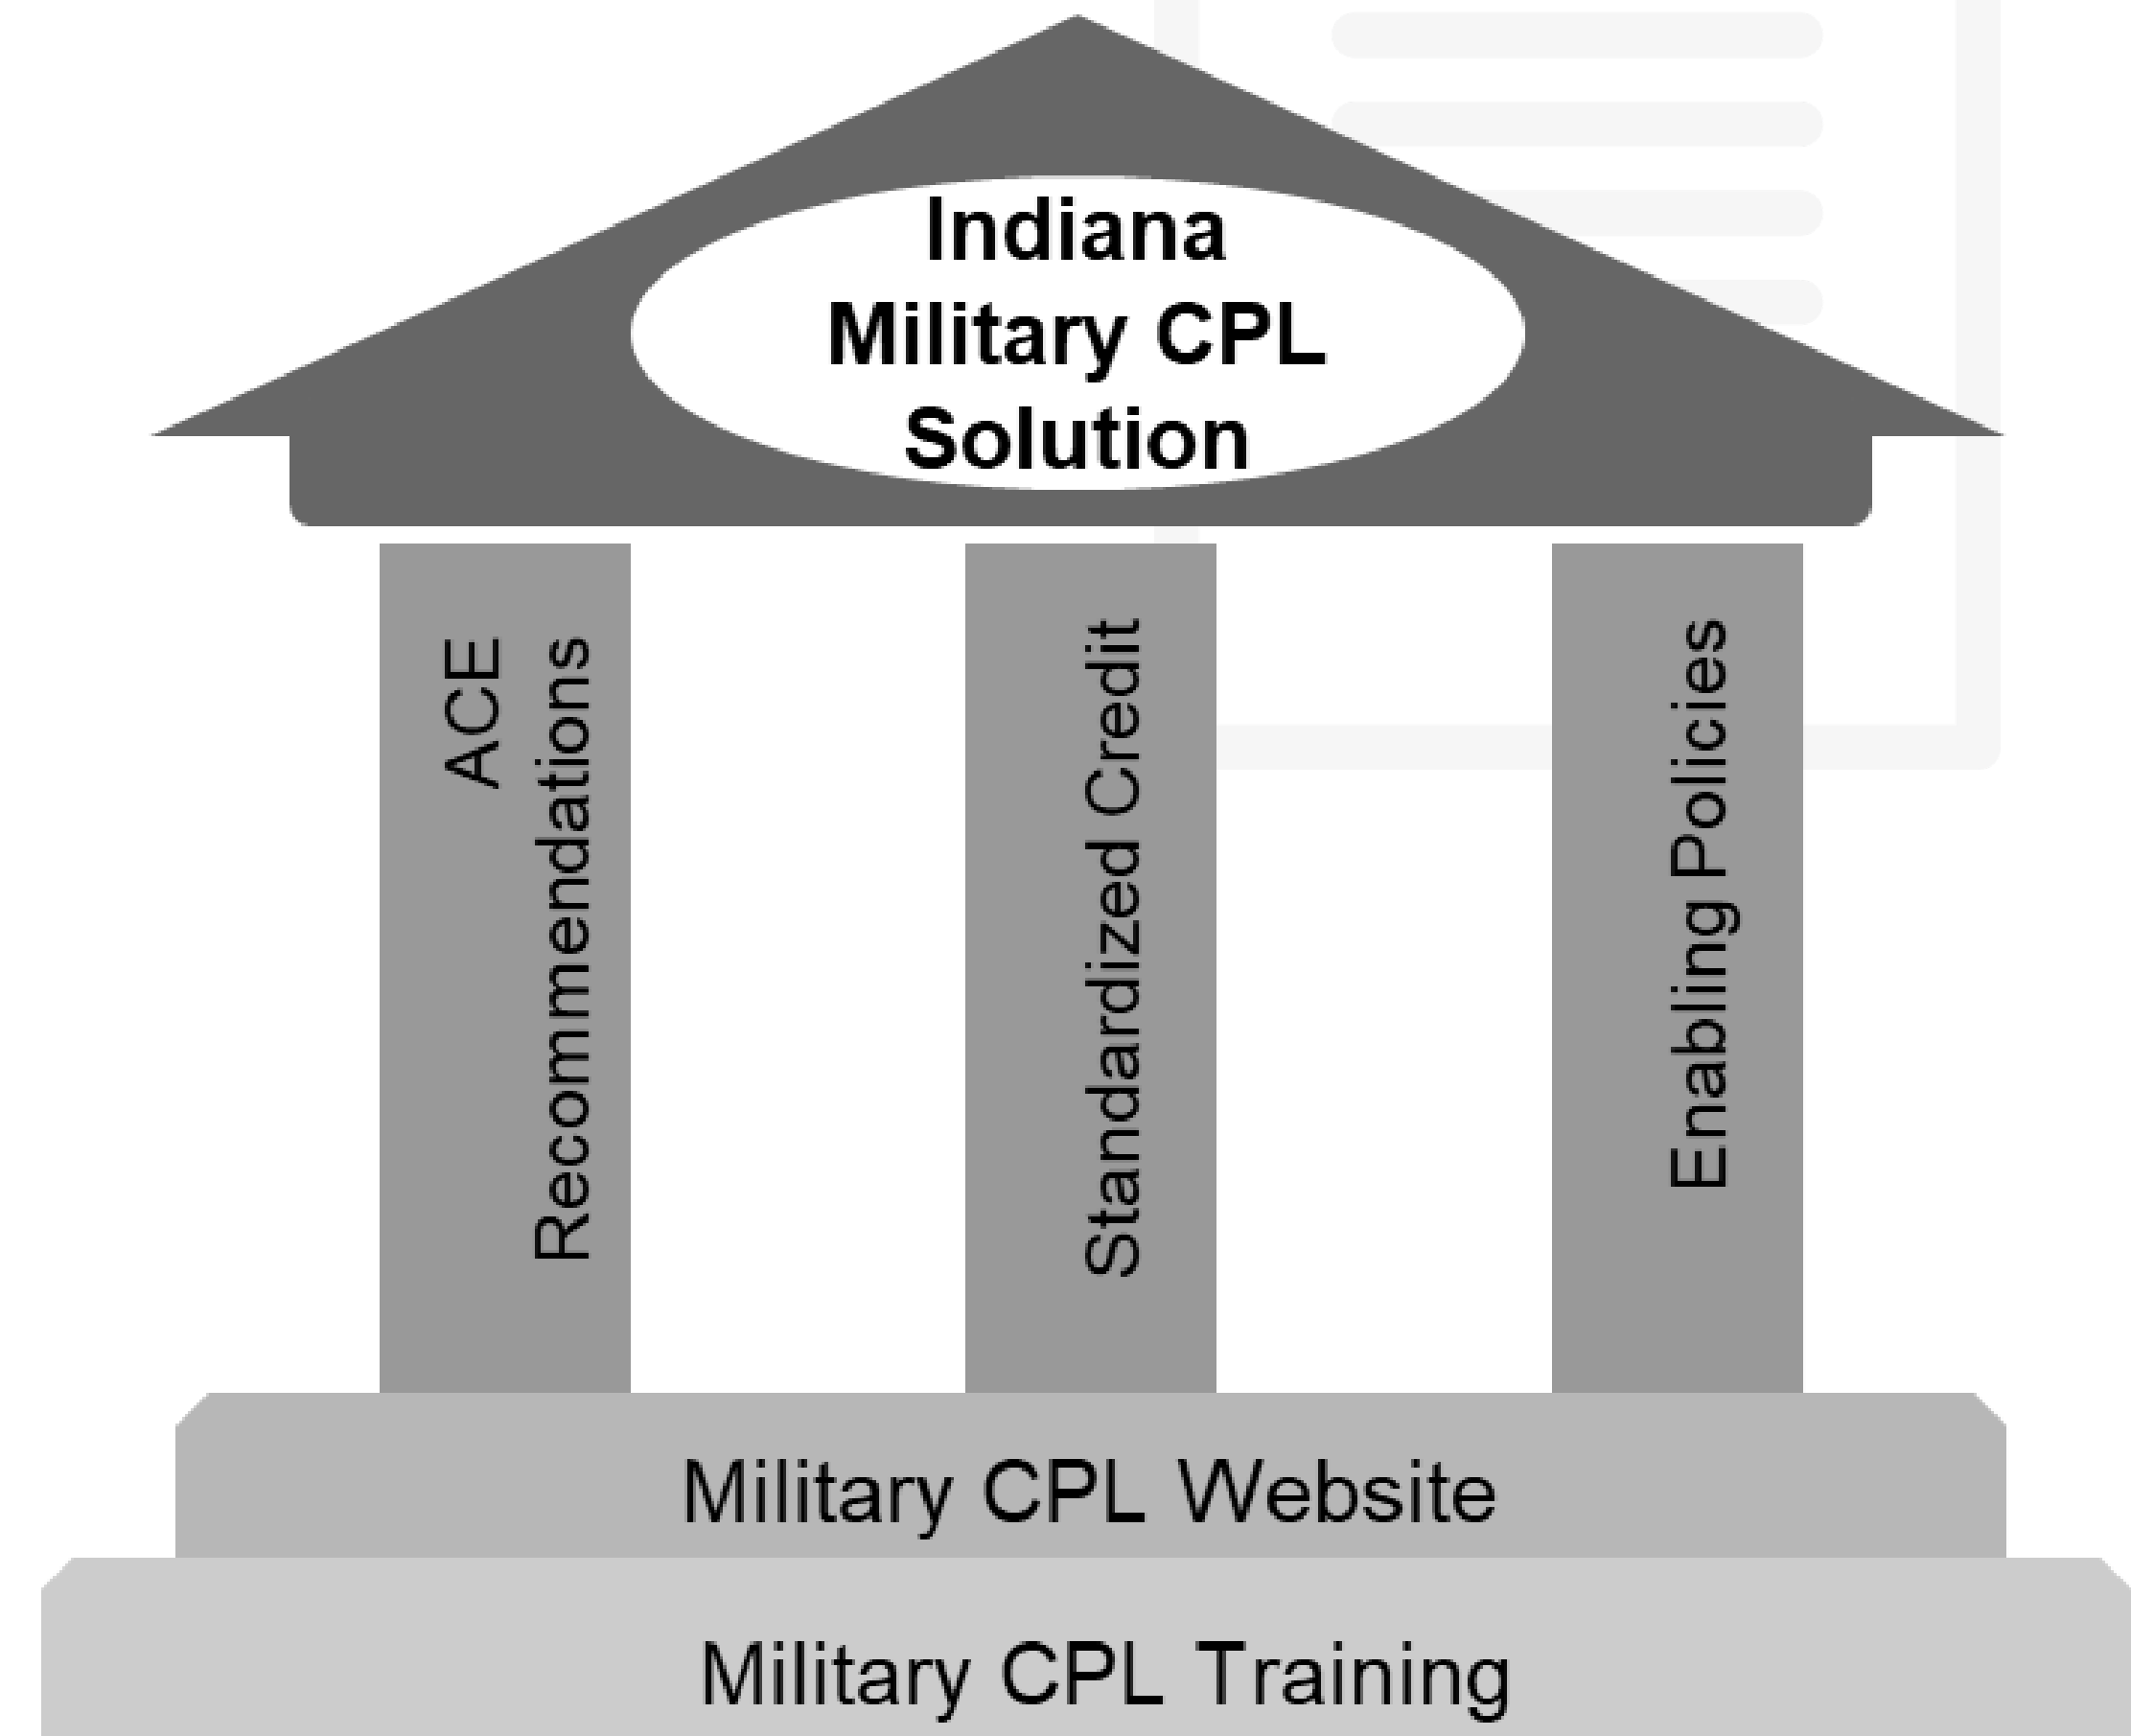 Indiana
Military CPL
Solution
ACE
Recommendations
Standardized Credit
Enabling Policies
Military CPL Website
Military CPL Training